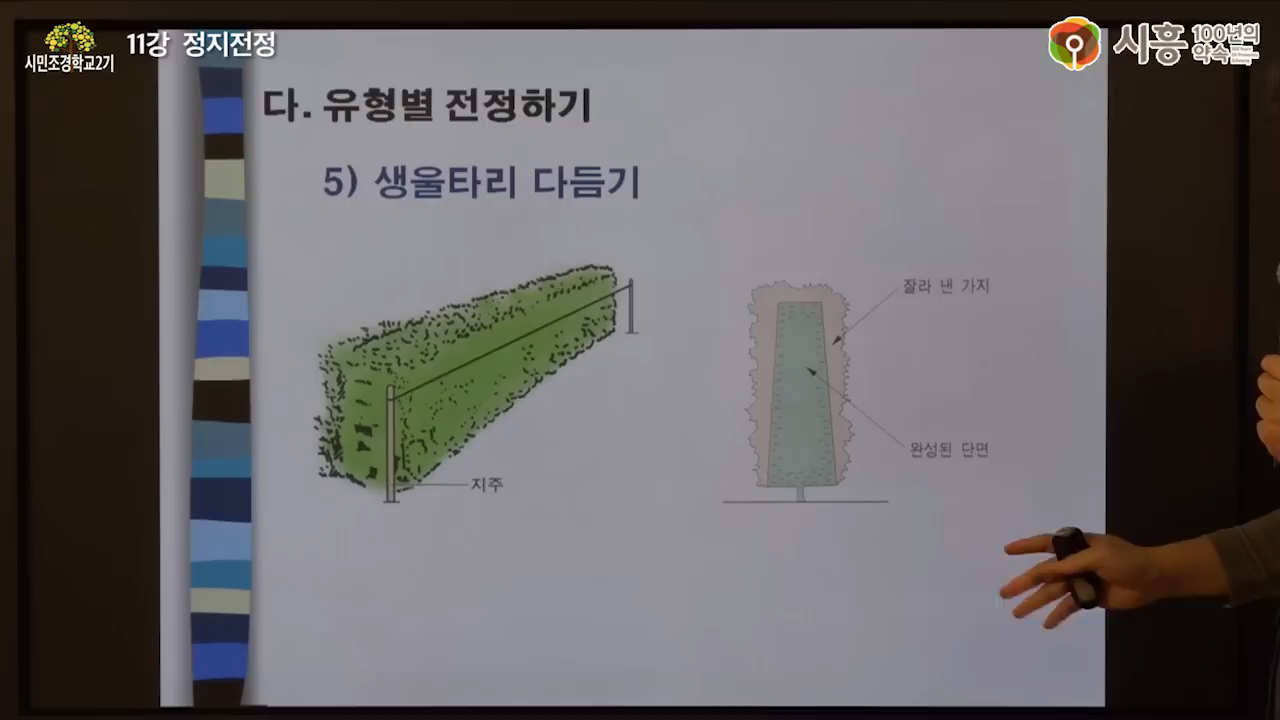 시민조경학교2기
11강 정지전정
시흥
100년의
약속
다. 유형별 전정하기
5) 생울타리 다듬기
잘라 낸 가지
완성된 단면
지주